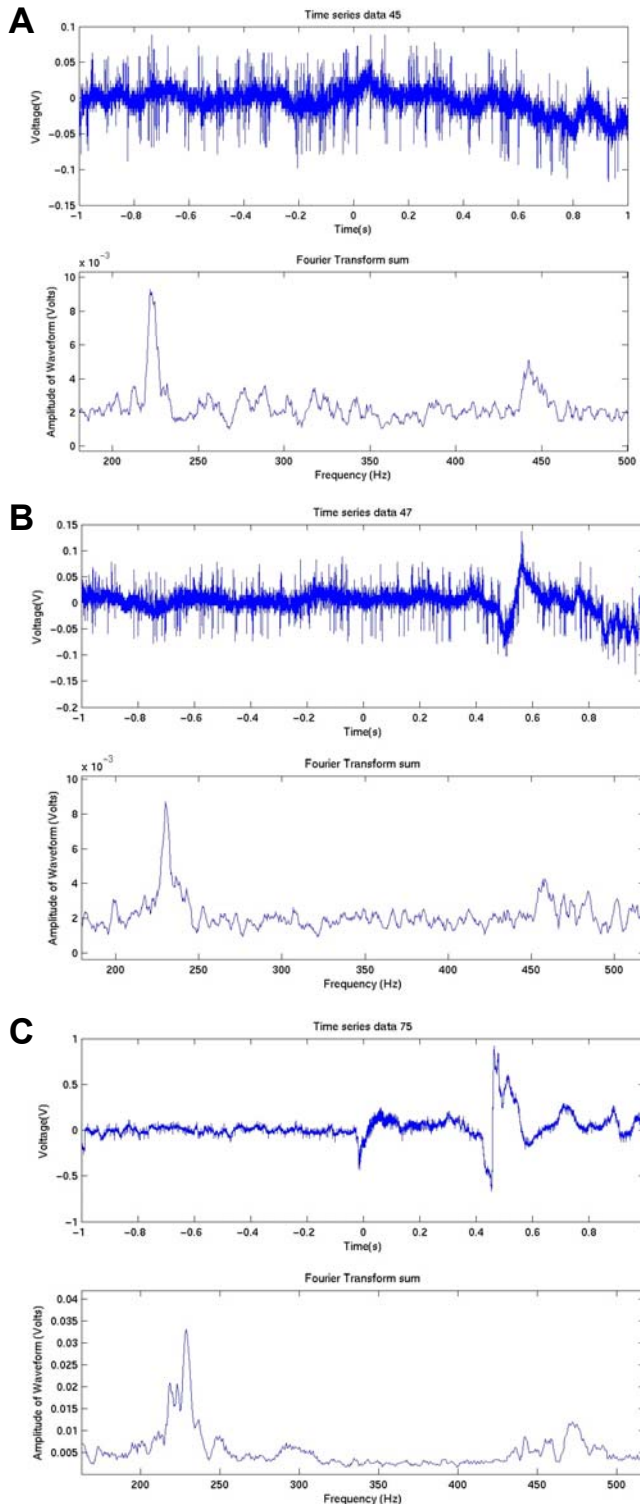 A
Time series data 45
Voltage(V)
0.1
0.05
0
−0.05
−0.1
−0.15
−1 −0.8 −0.6 −0.4 −0.2 0 0.2 0.4 0.6 0.8 1
Time(s)
Fourier Transform sum
x 10⁻³
Amplitude of Waveform (Volts)
10
8
6
4
2
0
200 250 300 350 400 450 500
Frequency (Hz)
B
Time series data 47
Voltage(V)
0.15
0.1
0.05
0
−0.05
−0.1
−0.15
−0.2
−1 −0.8 −0.6 −0.4 −0.2 0 0.2 0.4 0.6 0.8
Time(s)
Fourier Transform sum
x 10⁻³
Amplitude of Waveform (Volts)
10
8
6
4
2
0
200 250 300 350 400 450 500
Frequency (Hz)
C
Time series data 75
Voltage(V)
1
0.5
0
−0.5
−1
−1 −0.8 −0.6 −0.4 −0.2 0 0.2 0.4 0.6 0.8
Time(s)
Fourier Transform sum
Amplitude of Waveform (Volts)
0.04
0.035
0.03
0.025
0.02
0.015
0.01
0.005
200 250 300 350 400 450 500
Frequency (Hz)